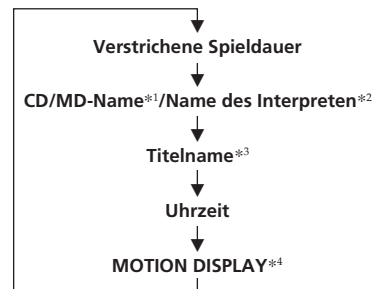 Verstrichene Spieldauer
CD/MD-Name*1/Name des Interpreten*2
Titelname*3
Uhrzeit
MOTION DISPLAY*4